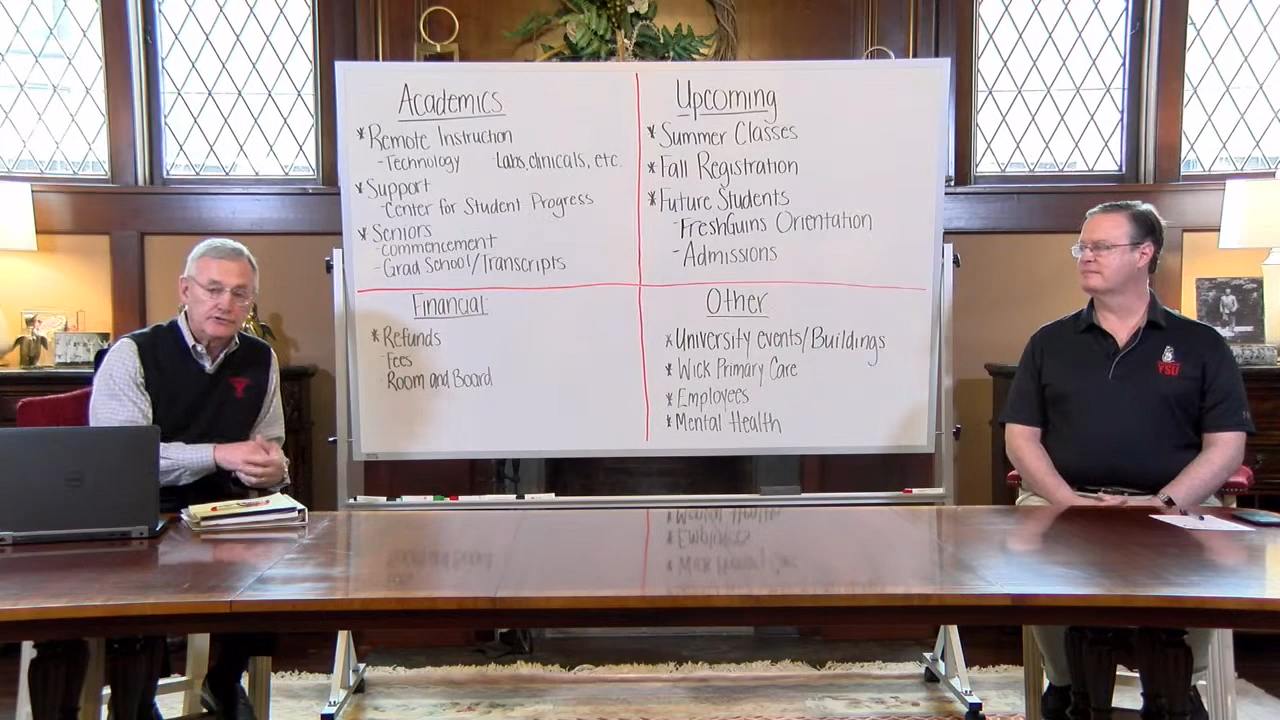 Academics
* Remote Instruction
- Technology - Labs, clinicals, etc.
* Support
- Center for Student Progress
* Seniors
- commencement
- Grad School/Transcripts
Upcoming
* Summer Classes
* Fall Registration
* Future Students
- FreshGuins Orientation
- Admissions
Financial
* Refunds
- Fees
- Room and Board
Other
* University events/Buildings
* Wick Primary Care
* Employees
* Mental Health
YSU
DELL